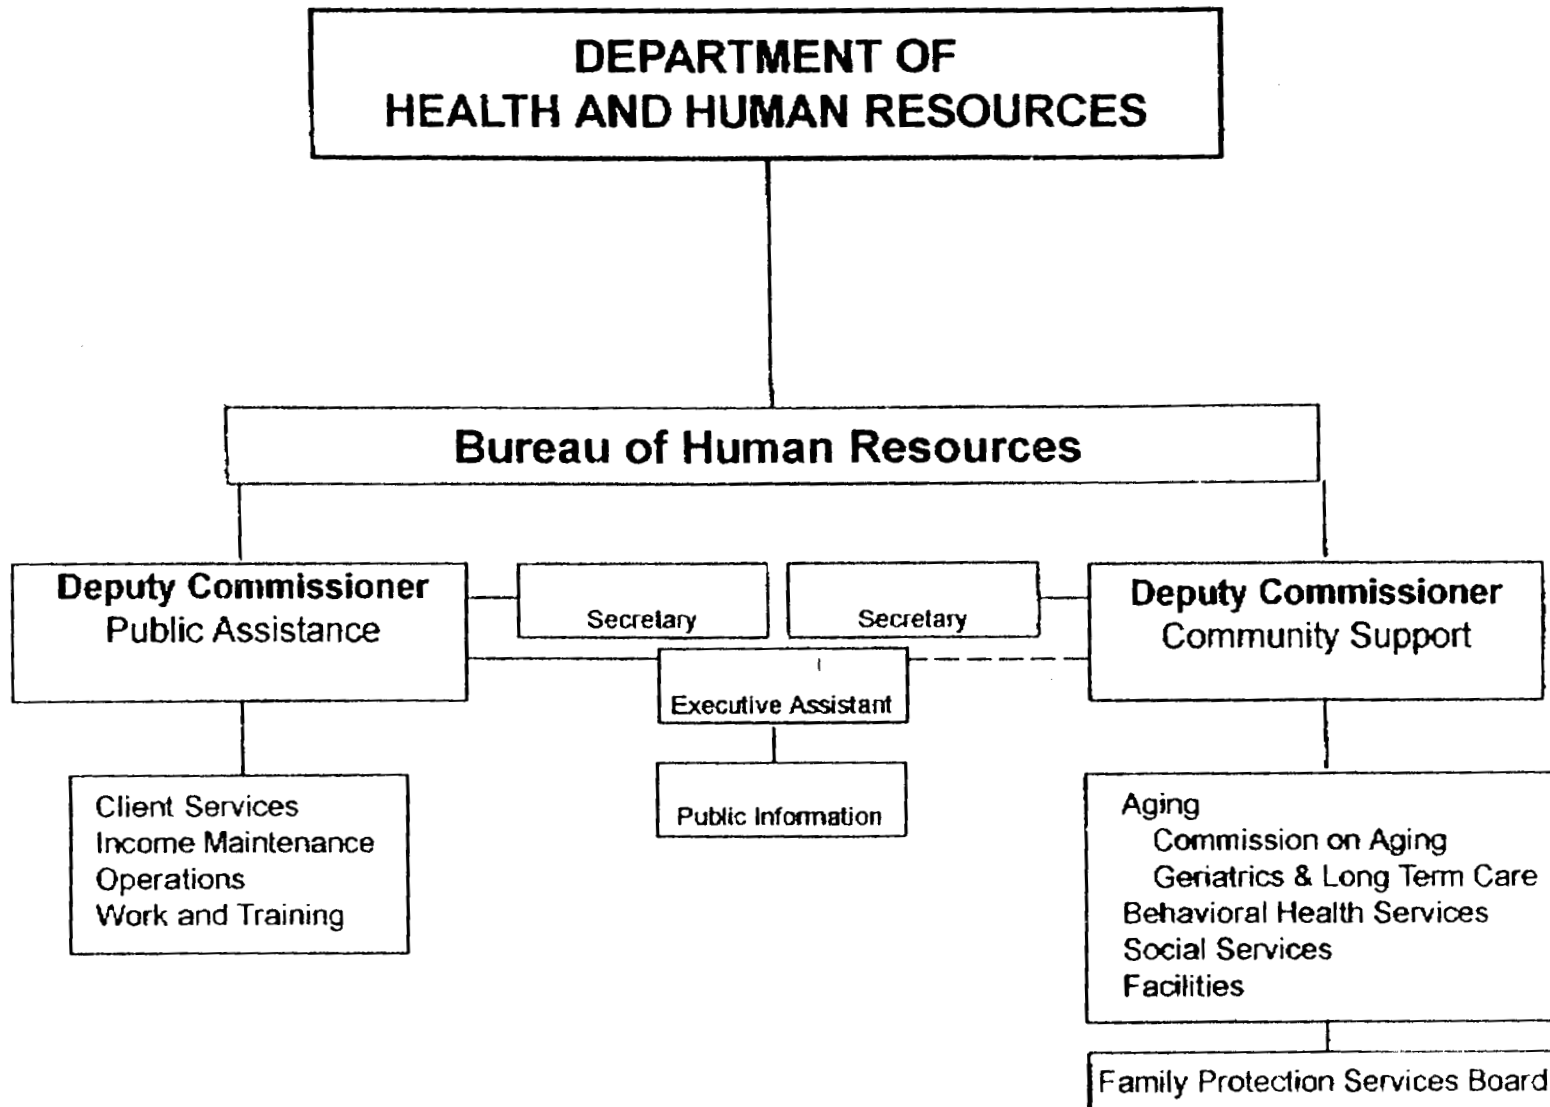 DEPARTMENT OF
HEALTH AND HUMAN RESOURCES
Bureau of Human Resources
Deputy Commissioner
Public Assistance
Secretary
Secretary
Deputy Commissioner
Community Support
Executive Assistant
Public Information
Client Services
Income Maintenance
Operations
Work and Training
Aging
Commission on Aging
Geriatrics & Long Term Care
Behavioral Health Services
Social Services
Facilities
Family Protection Services Board